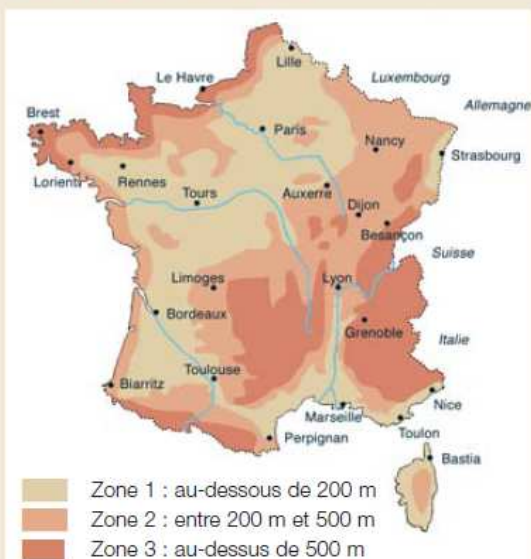 Lille
Le Havre
Luxembourg
Allemagne
Brest
Paris
Nancy
Strasbourg
Lorient
Rennes
Auxerre
Tours
Dijon
Besançon
Suisse
Limoges
Lyon
Bordeaux
Grenoble
Italie
Toulouse
Biarritz
Nice
Marseille
Toulon
Perpignan
Bastia
Zone 1 : au-dessous de 200 m
Zone 2 : entre 200 m et 500 m
Zone 3 : au-dessus de 500 m